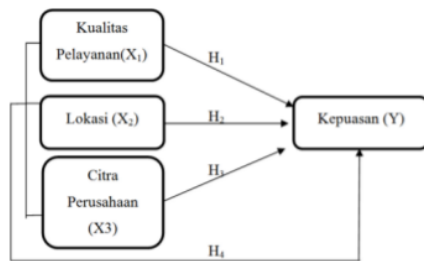 Kualitas
Pelayanan(X₁)
H₁
Lokasi (X₂)
H₂
Kepuasan (Y)
Citra
Perusahaan
(X3)
H₃
H₄